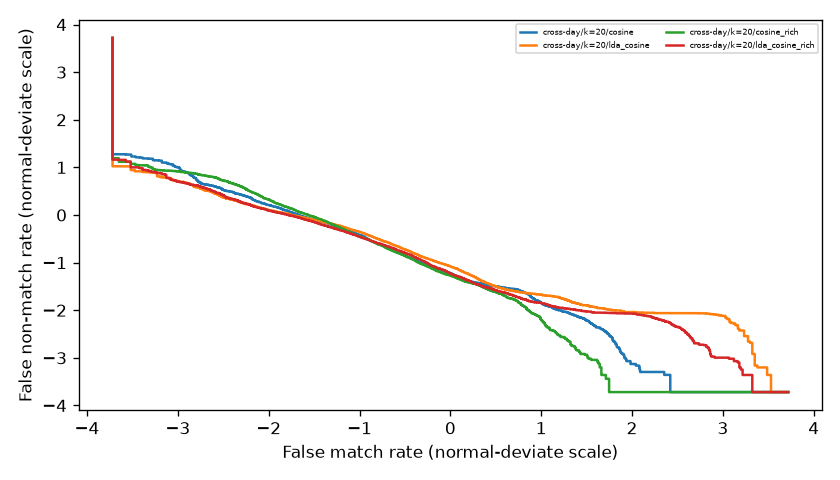 cross-day/k=20/cosine
cross-day/k=20/lda_cosine
cross-day/k=20/cosine_rich
cross-day/k=20/lda_cosine_rich
False non-match rate (normal-deviate scale)
4
3
2
1
0
−1
−2
−3
−4
−4 −3 −2 −1 0 1 2 3 4
False match rate (normal-deviate scale)